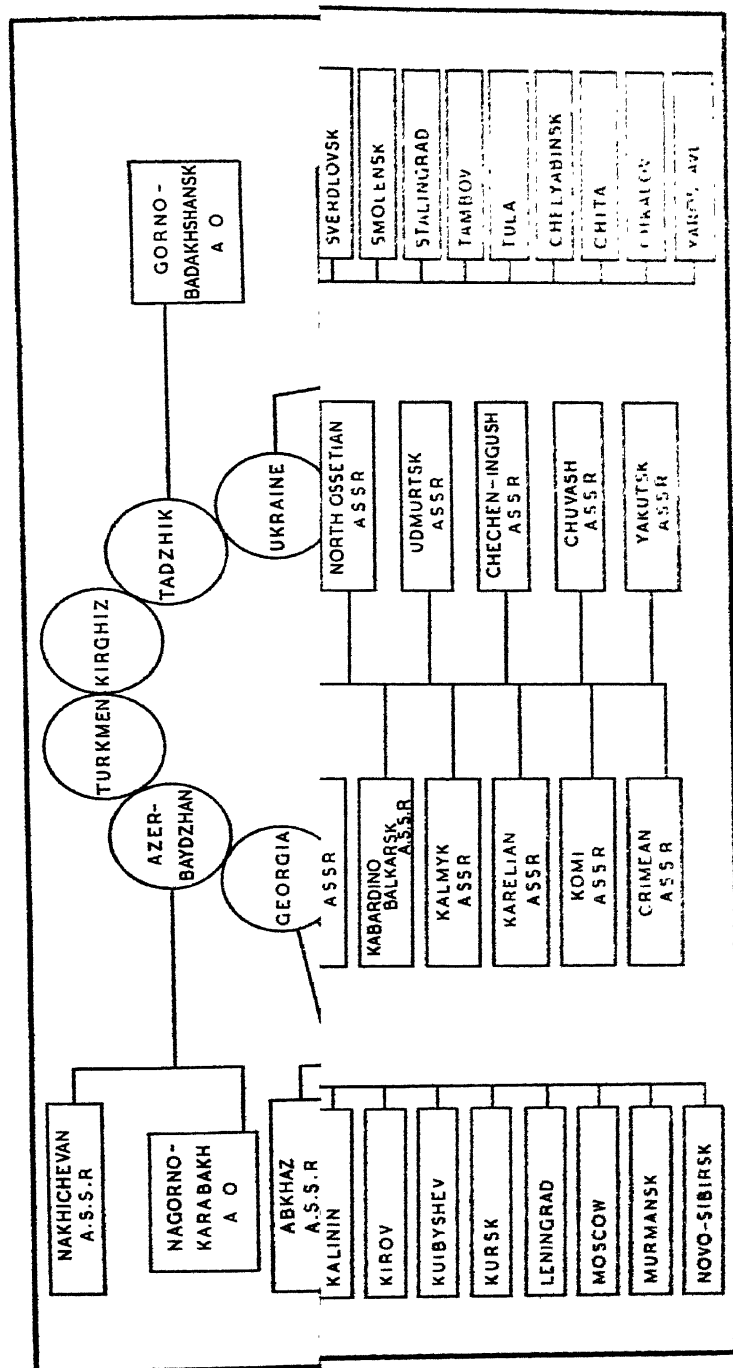 NAKHICHEVAN
A.S.S.R
NAGORNO-
KARABAKH
A O
ABKHAZ
A.S.S.R
AZER-
BAYDZHAN
GEORGIA
TURKMEN
KIRGHIZ
TADZHIK
UKRAINE
GORNO-
BADAKHSHANSK
A O
KALININ
KIROV
KUIBYSHEV
KURSK
LENINGRAD
MOSCOW
MURMANSK
NOVO-SIBIRSK
ASSR
KABARDINO
BALKARSK
A.S.S.R
KALMYK
ASSR
KARELIAN
ASSR
KOMI
ASSR
CRIMEAN
ASSR
NORTH OSSETIAN
ASSR
UDMURTSK
ASSR
CHECHEN-INGUSH
ASSR
CHUVASH
ASSR
YAKUTSK
ASSR
SVERDLOVSK
SMOLENSK
STALINGRAD
TAMBOV
TULA
CHELYABINSK
CHITA